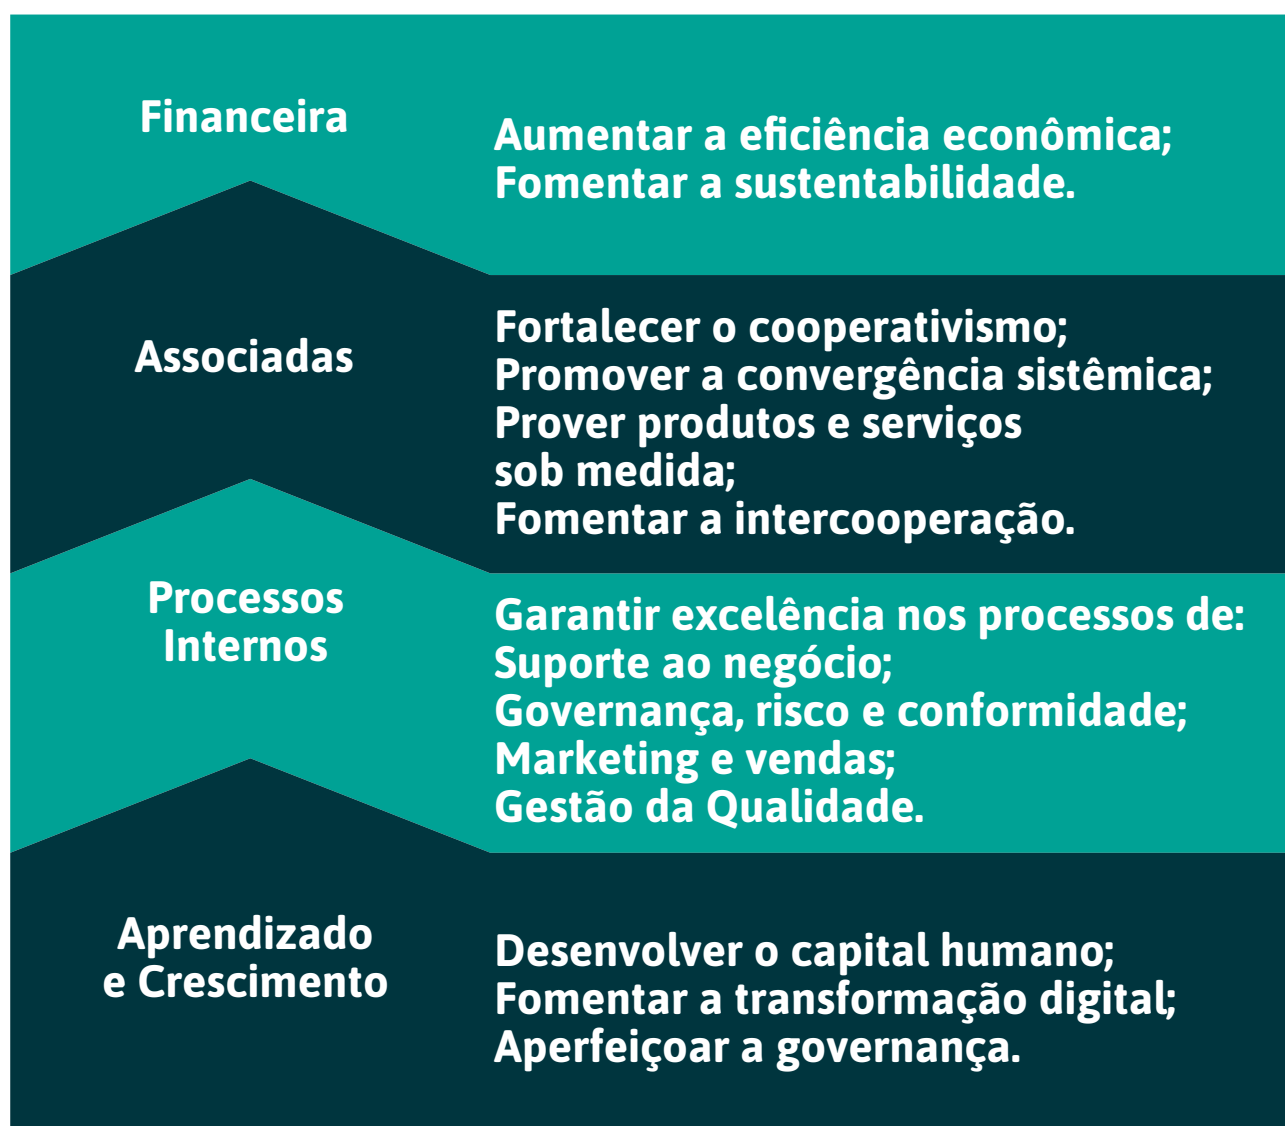 Financeira
Aumentar a eficiência econômica;
Fomentar a sustentabilidade.
Associadas
Fortalecer o cooperativismo;
Promover a convergência sistêmica;
Prover produtos e serviços
sob medida;
Fomentar a intercooperação.
Processos
Internos
Garantir excelência nos processos de:
Suporte ao negócio;
Governança, risco e conformidade;
Marketing e vendas;
Gestão da Qualidade.
Aprendizado
e Crescimento
Desenvolver o capital humano;
Fomentar a transformação digital;
Aperfeiçoar a governança.